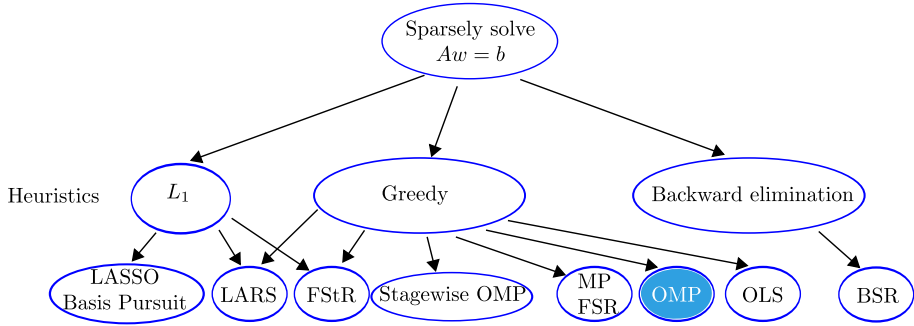 Sparsely solve
Aw = b
Heuristics
L₁
Greedy
Backward elimination
LASSO
Basis Pursuit
LARS
FStR
Stagewise OMP
MP
FSR
OMP
OLS
BSR